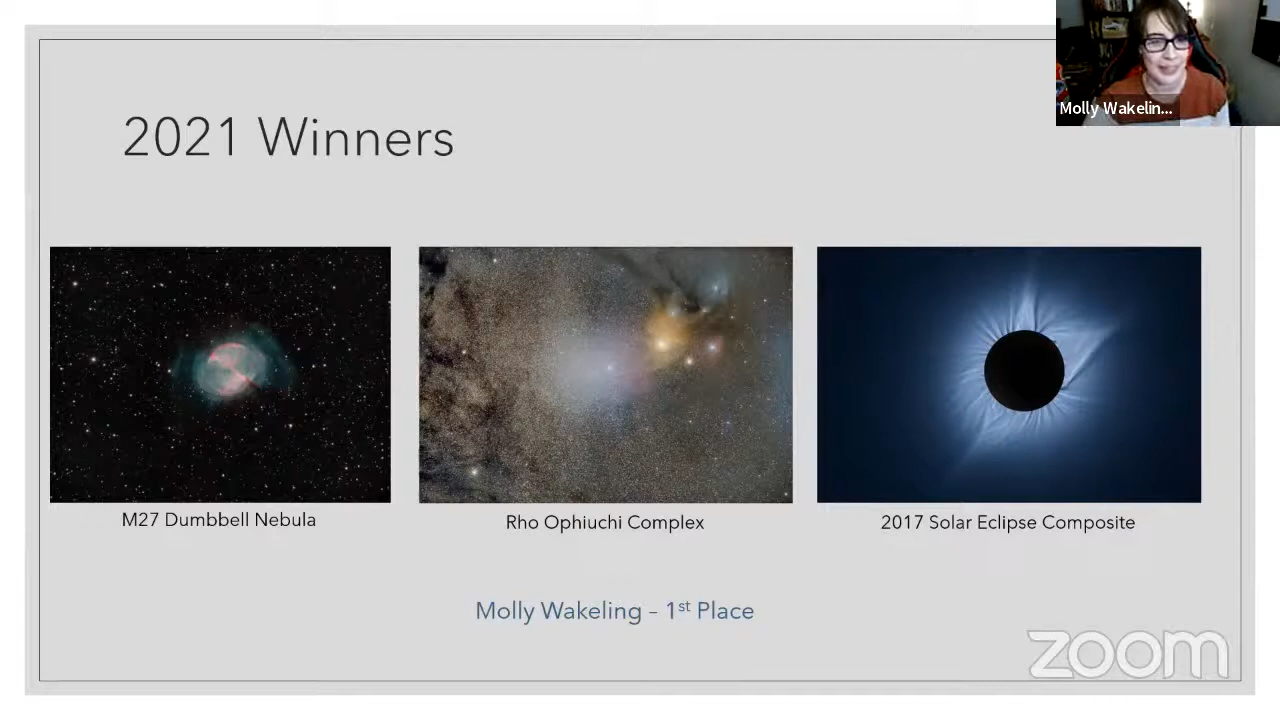 Molly Wakelin...
2021 Winners
M27 Dumbbell Nebula
Rho Ophiuchi Complex
2017 Solar Eclipse Composite
Molly Wakeling – 1st Place
zoom